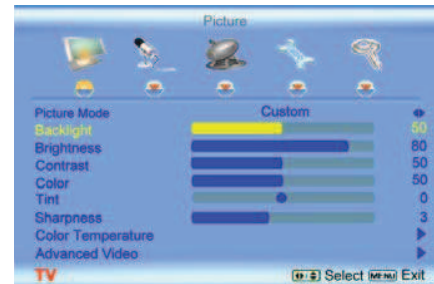 Picture
Picture Mode Custom
Backlight 50
Brightness 80
Contrast 50
Color 50
Tint 0
Sharpness 3
Color Temperature
Advanced Video
TV Select MENU Exit